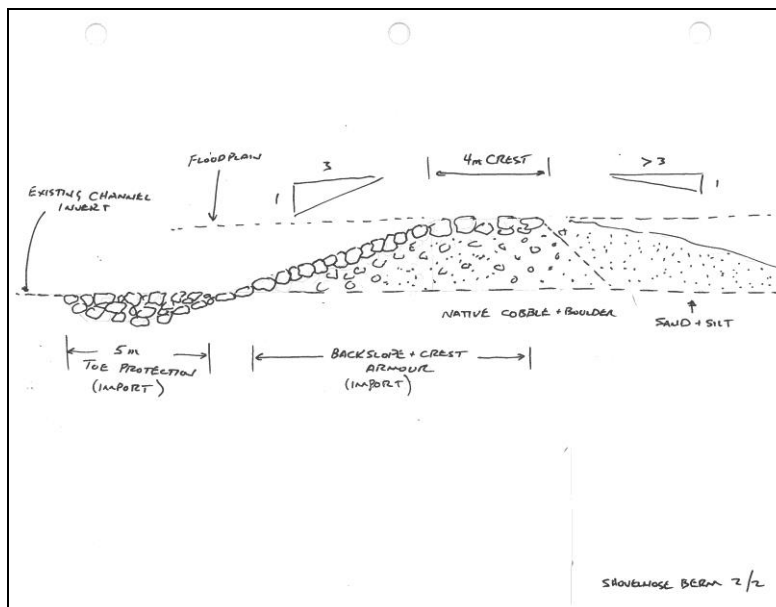 FLOODPLAIN
3
1
4m CREST
>3
1
EXISTING CHANNEL
INVERT
NATIVE COBBLE + BOULDER
SAND + SILT
5m
TOE PROTECTION
(IMPORT)
BACKSLOPE + CREST
ARMOUR
(IMPORT)
SHOVELNOSE BERM 2/2